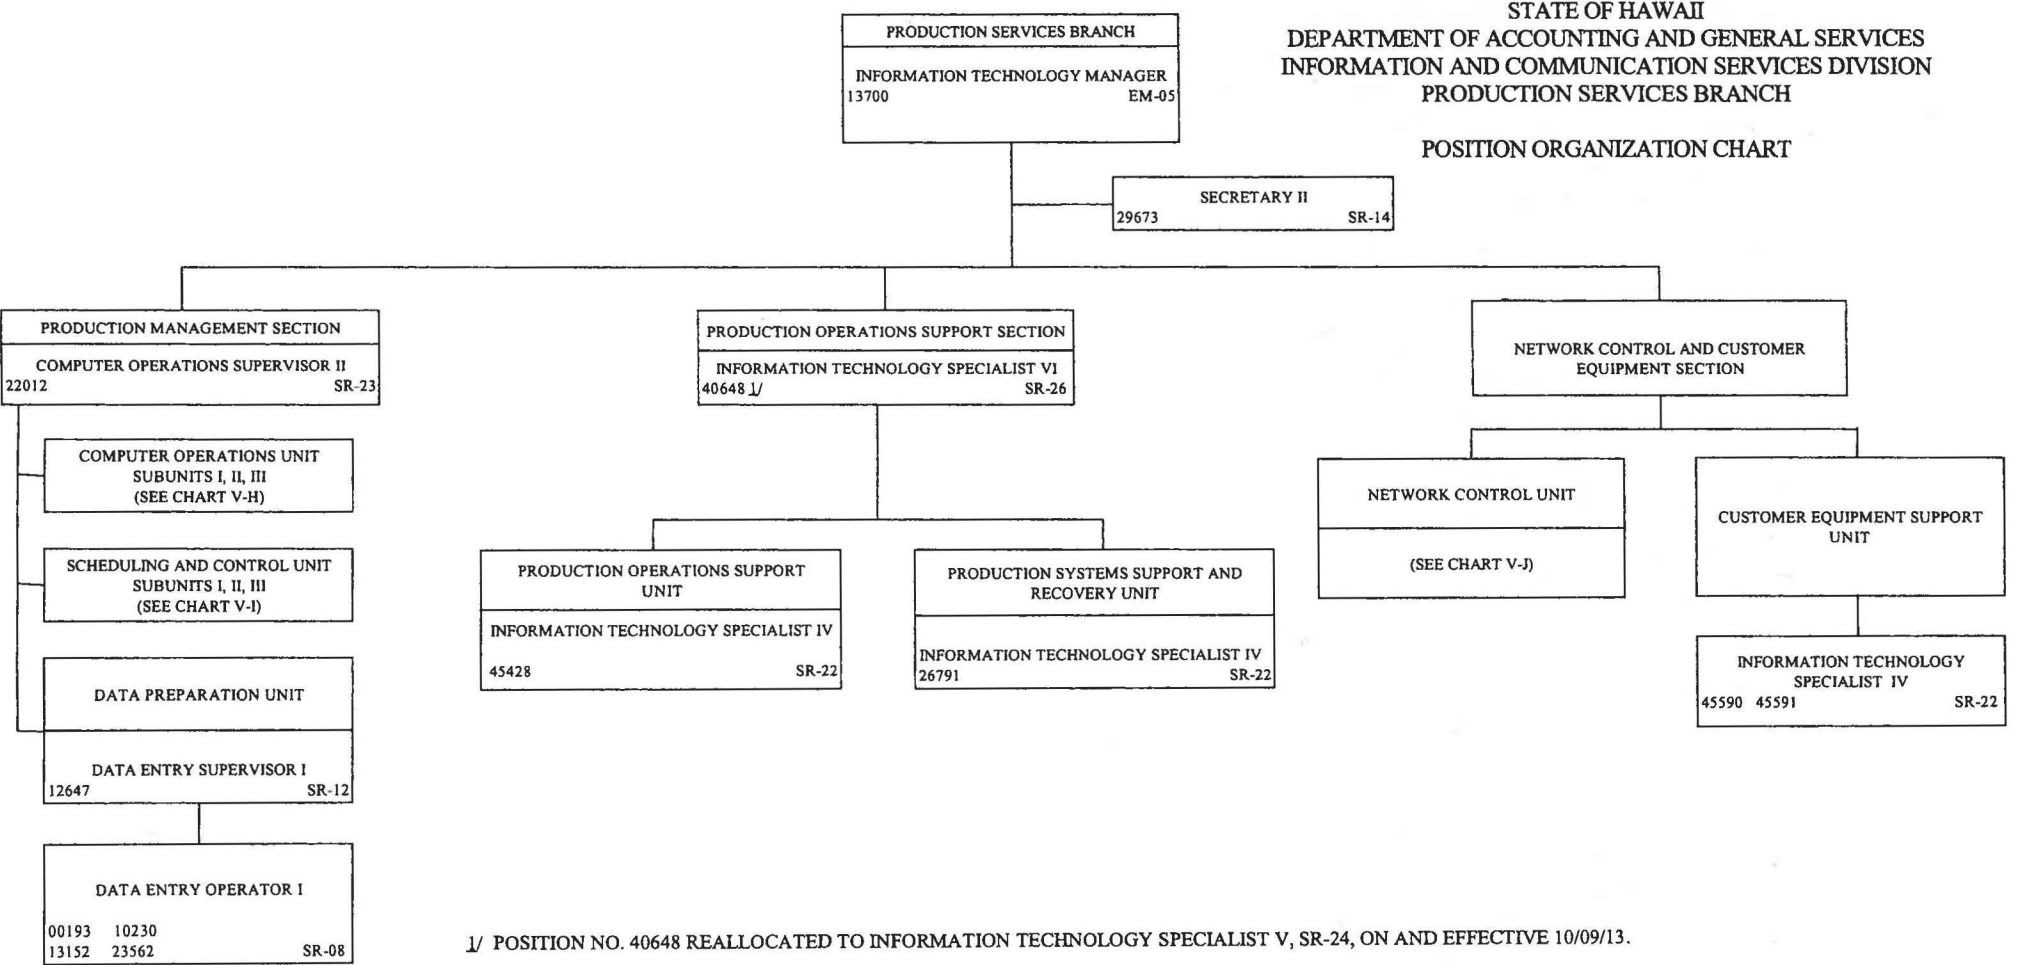 STATE OF HAWAII
DEPARTMENT OF ACCOUNTING AND GENERAL SERVICES
INFORMATION AND COMMUNICATION SERVICES DIVISION
PRODUCTION SERVICES BRANCH
POSITION ORGANIZATION CHART
PRODUCTION SERVICES BRANCH
INFORMATION TECHNOLOGY MANAGER
13700 EM-05
SECRETARY II
29673 SR-14
PRODUCTION MANAGEMENT SECTION
COMPUTER OPERATIONS SUPERVISOR II
22012 SR-23
COMPUTER OPERATIONS UNIT
SUBUNITS I, II, III
(SEE CHART V-H)
SCHEDULING AND CONTROL UNIT
SUBUNITS I, II, III
(SEE CHART V-I)
DATA PREPARATION UNIT
DATA ENTRY SUPERVISOR I
12647 SR-12
DATA ENTRY OPERATOR I
00193 10230
13152 23562 SR-08
PRODUCTION OPERATIONS SUPPORT SECTION
INFORMATION TECHNOLOGY SPECIALIST VI
40648 1/ SR-26
PRODUCTION OPERATIONS SUPPORT
UNIT
INFORMATION TECHNOLOGY SPECIALIST IV
45428 SR-22
PRODUCTION SYSTEMS SUPPORT AND
RECOVERY UNIT
INFORMATION TECHNOLOGY SPECIALIST IV
26791 SR-22
NETWORK CONTROL AND CUSTOMER
EQUIPMENT SECTION
NETWORK CONTROL UNIT
(SEE CHART V-J)
CUSTOMER EQUIPMENT SUPPORT
UNIT
INFORMATION TECHNOLOGY
SPECIALIST IV
45590 45591 SR-22
1/ POSITION NO. 40648 REALLOCATED TO INFORMATION TECHNOLOGY SPECIALIST V, SR-24, ON AND EFFECTIVE 10/09/13.